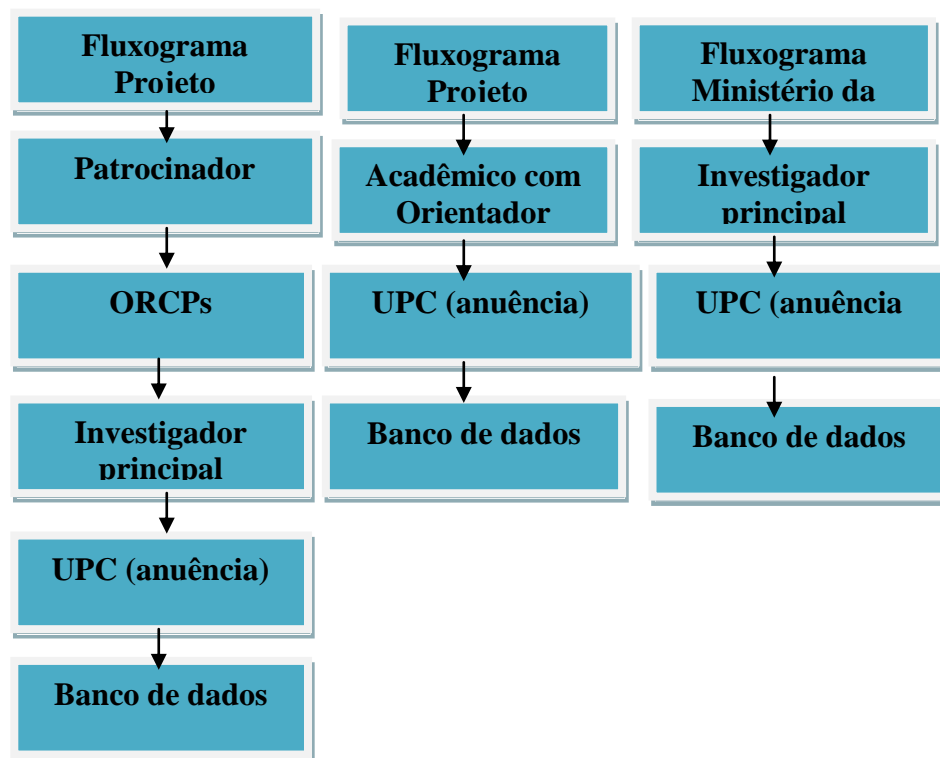 Fluxograma
Projeto
Patrocinador
ORCPs
Investigador
principal
UPC (anuência)
Banco de dados
Fluxograma
Projeto
Acadêmico com
Orientador
UPC (anuência)
Banco de dados
Fluxograma
Ministério da
Investigador
principal
UPC (anuência
Banco de dados